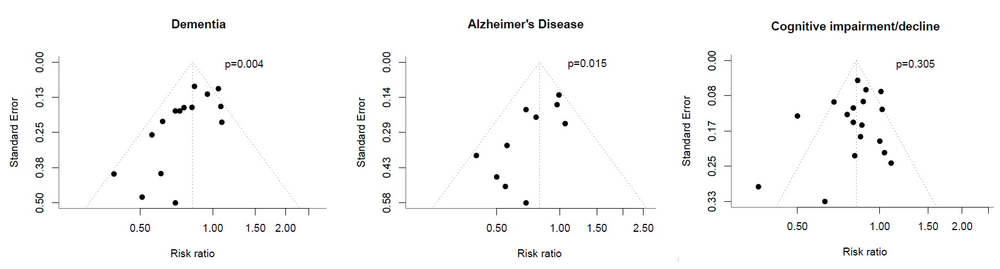 Dementia
p=0.004
Standard Error
0.00
0.13
0.25
0.38
0.50
0.50 1.00 1.50 2.00
Risk ratio
Alzheimer's Disease
p=0.015
Standard Error
0.00
0.14
0.29
0.43
0.58
0.50 1.00 1.50 2.50
Risk ratio
Cognitive impairment/decline
p=0.305
Standard Error
0.00
0.08
0.17
0.25
0.33
0.50 1.00 1.50 2.00
Risk ratio